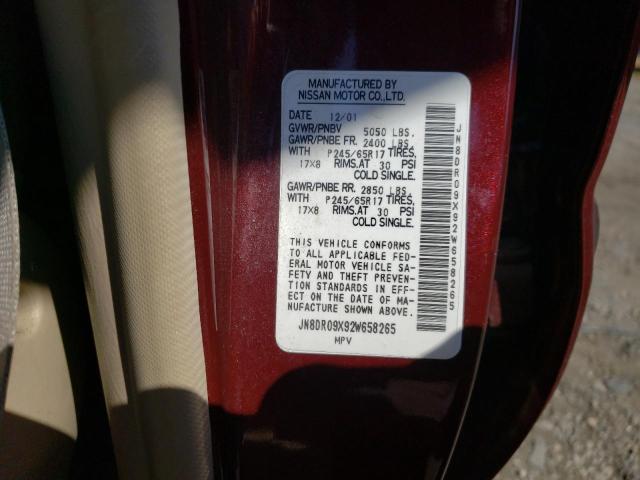 MANUFACTURED BY
NISSAN MOTOR CO.,LTD.
DATE 12/01
GVWR/PNBV 5050 LBS.
GAWR/PNBE FR. 2400 LBS.
WITH P245/65R17 TIRES,
17X8 RIMS,AT 30 PSI
COLD SINGLE.
GAWR/PNBE RR. 2850 LBS.
WITH P245/65R17 TIRES,
17X8 RIMS,AT 30 PSI
COLD SINGLE.
THIS VEHICLE CONFORMS
TO ALL APPLICABLE FED-
ERAL MOTOR VEHICLE SA-
FETY AND THEFT PREVEN-
TION STANDARDS IN EFFECT
ON THE DATE OF MA-
NUFACTURE SHOWN ABOVE.
JN8DR09X92W658265
MPV
JN8DR09X92W658265